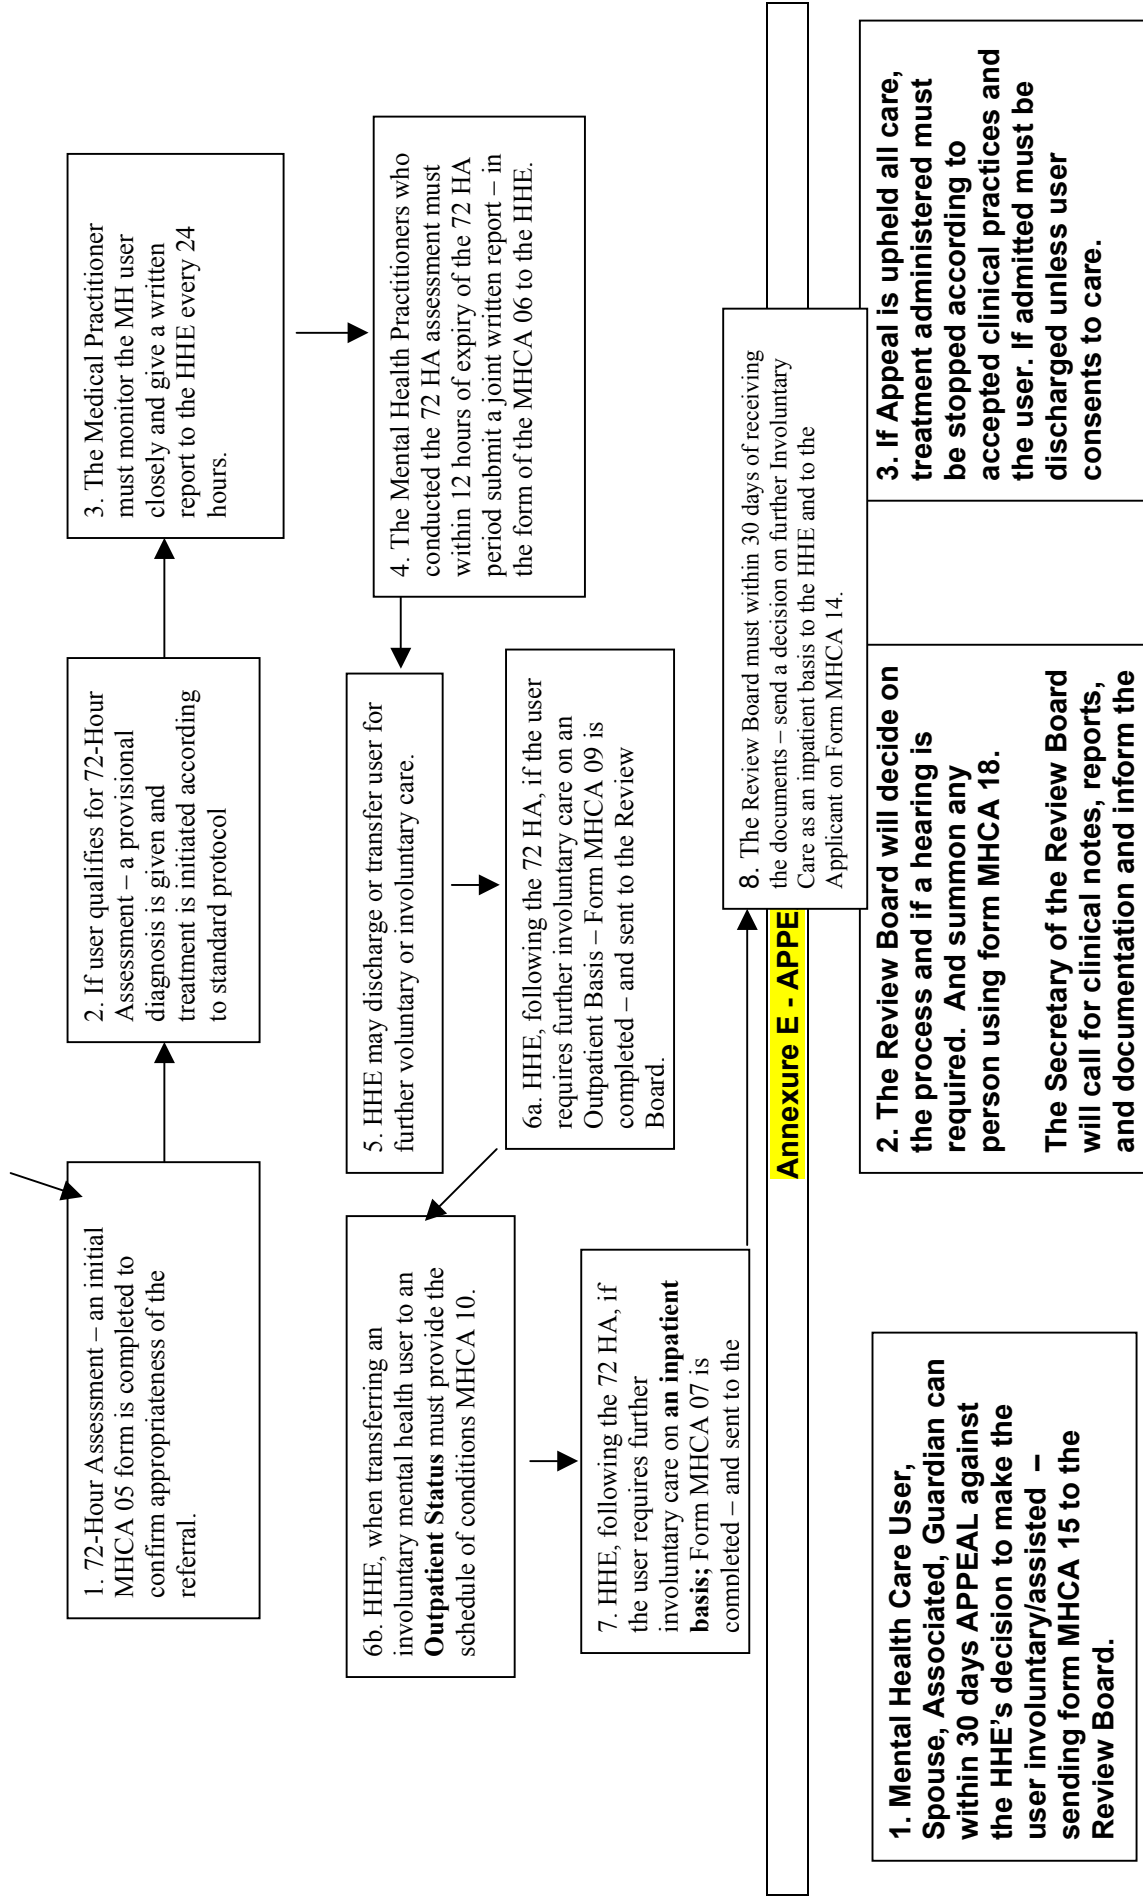 1. 72-Hour Assessment – an initial
MHCA 05 form is completed to
confirm appropriateness of the
referral.
2. If user qualifies for 72-Hour
Assessment – a provisional
diagnosis is given and
treatment is initiated according
to standard protocol
3. The Medical Practitioner
must monitor the MH user
closely and give a written
report to the HHE every 24
hours.
4. The Mental Health Practitioners who
conducted the 72 HA assessment must
within 12 hours of expiry of the 72 HA
period submit a joint written report – in
the form of the MHCA 06 to the HHE.
5. HHE may discharge or transfer user for
further voluntary or involuntary care.
6a. HHE, following the 72 HA, if the user
requires further involuntary care on an
Outpatient Basis – Form MHCA 09 is
completed – and sent to the Review
Board.
6b. HHE, when transferring an
involuntary mental health user to an
Outpatient Status must provide the
schedule of conditions MHCA 10.
7. HHE, following the 72 HA, if
the user requires further
involuntary care on an inpatient
basis; Form MHCA 07 is
completed – and sent to the
8. The Review Board must within 30 days of receiving
the documents – send a decision on further Involuntary
Care as an inpatient basis to the HHE and to the
Applicant on Form MHCA 14.
Annexure E - APPE
1. Mental Health Care User,
Spouse, Associated, Guardian can
within 30 days APPEAL against
the HHE's decision to make the
user involuntary/assisted –
sending form MHCA 15 to the
Review Board.
2. The Review Board will decide on
the process and if a hearing is
required. And summon any
person using form MHCA 18.
The Secretary of the Review Board
will call for clinical notes, reports,
and documentation and inform the
3. If Appeal is upheld all care,
treatment administered must
be stopped according to
accepted clinical practices and
the user. If admitted must be
discharged unless user
consents to care.